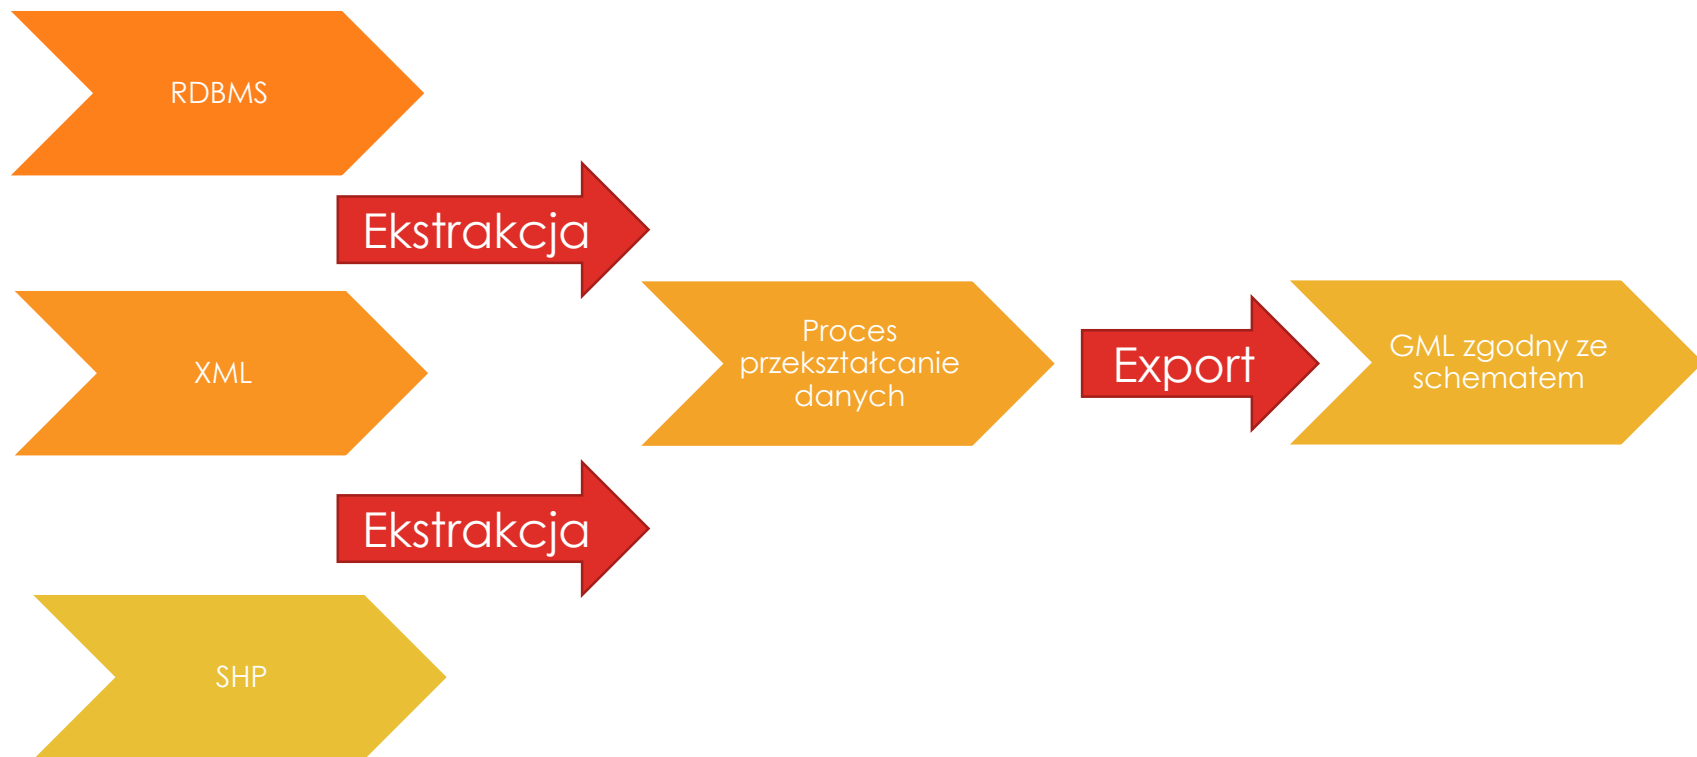 RDBMS
Ekstrakcja
XML
Proces
przekształcanie
danych
Export
GML zgodny ze
schematem
Ekstrakcja
SHP